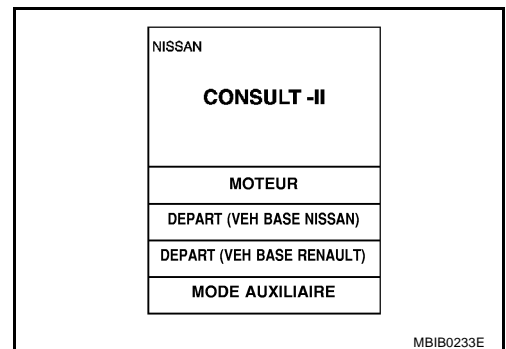 NISSAN
CONSULT -II
MOTEUR
DEPART (VEH BASE NISSAN)
DEPART (VEH BASE RENAULT)
MODE AUXILIAIRE
MBIB0233E